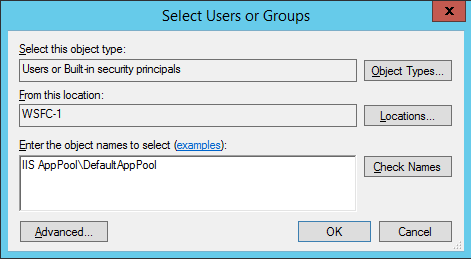 Select Users or Groups
x
Select this object type:
Users or Built-in security principals
Object Types...
From this location:
WSFC-1
Locations...
Enter the object names to select (examples):
IIS AppPool\DefaultAppPool
Check Names
Advanced...
OK
Cancel